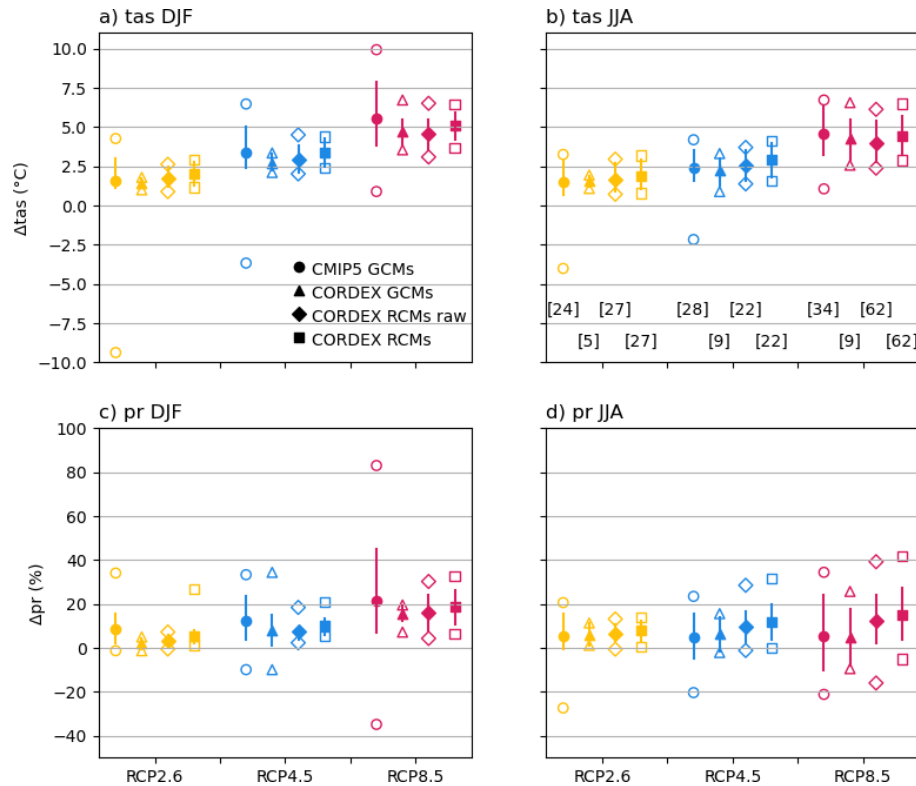 a) tas DJF
10.0
7.5
5.0
2.5
0.0
−2.5
−5.0
−7.5
−10.0
Δtas (°C)
CMIP5 GCMs
CORDEX GCMs
CORDEX RCMs raw
CORDEX RCMs
b) tas JJA
[24] [27] [28] [22] [34] [62]
[5] [27] [9] [22] [9] [62]
c) pr DJF
100
80
60
40
20
0
−20
−40
Δpr (%)
RCP2.6 RCP4.5 RCP8.5
d) pr JJA
RCP2.6 RCP4.5 RCP8.5